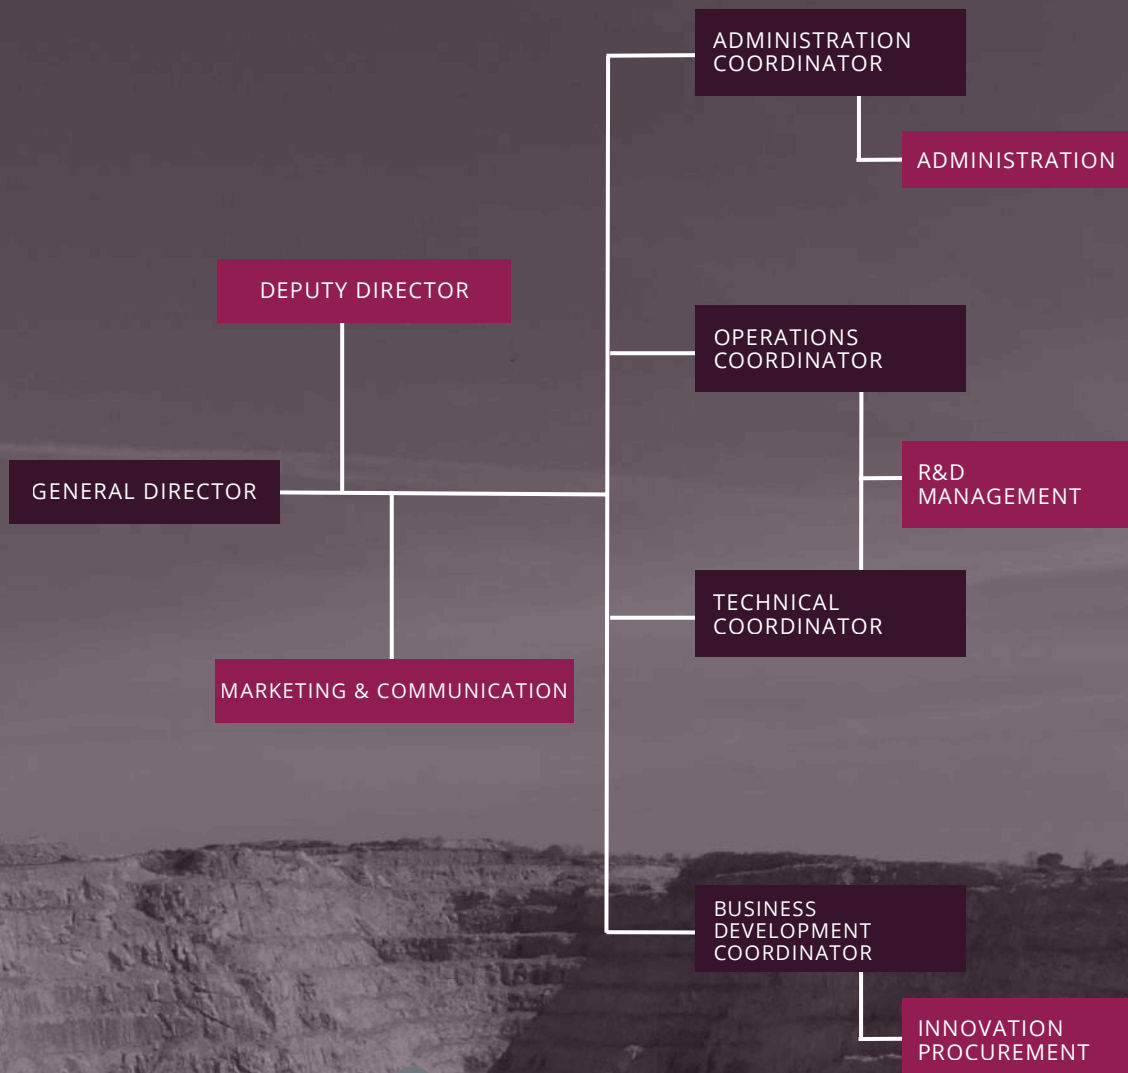 ADMINISTRATION
COORDINATOR
ADMINISTRATION
DEPUTY DIRECTOR
OPERATIONS
COORDINATOR
GENERAL DIRECTOR
R&D
MANAGEMENT
TECHNICAL
COORDINATOR
MARKETING & COMMUNICATION
BUSINESS
DEVELOPMENT
COORDINATOR
INNOVATION
PROCUREMENT